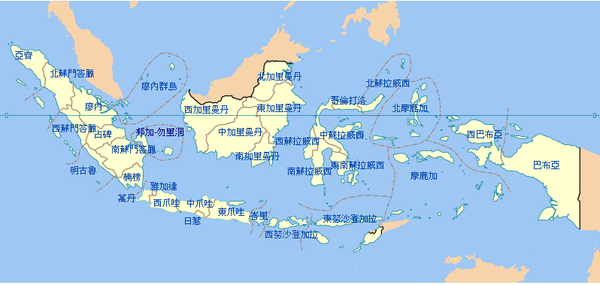 亞齊
北蘇門答臘
廖內群島
北加里曼丹
北蘇拉威西
廖內
西加里曼丹
東加里曼丹
哥倫打洛
北摩鹿加
西蘇門答臘
占碑
邦加-勿里洞
中加里曼丹
西蘇拉威西
中蘇拉威西
西巴布亞
南蘇門答臘
南加里曼丹
東南蘇拉威西
巴布亞
明古魯
楠榜
南蘇拉威西
摩鹿加
雅加達
萬丹
西爪哇
中爪哇
東爪哇
日惹
峇里
西努沙登加拉
東努沙登加拉